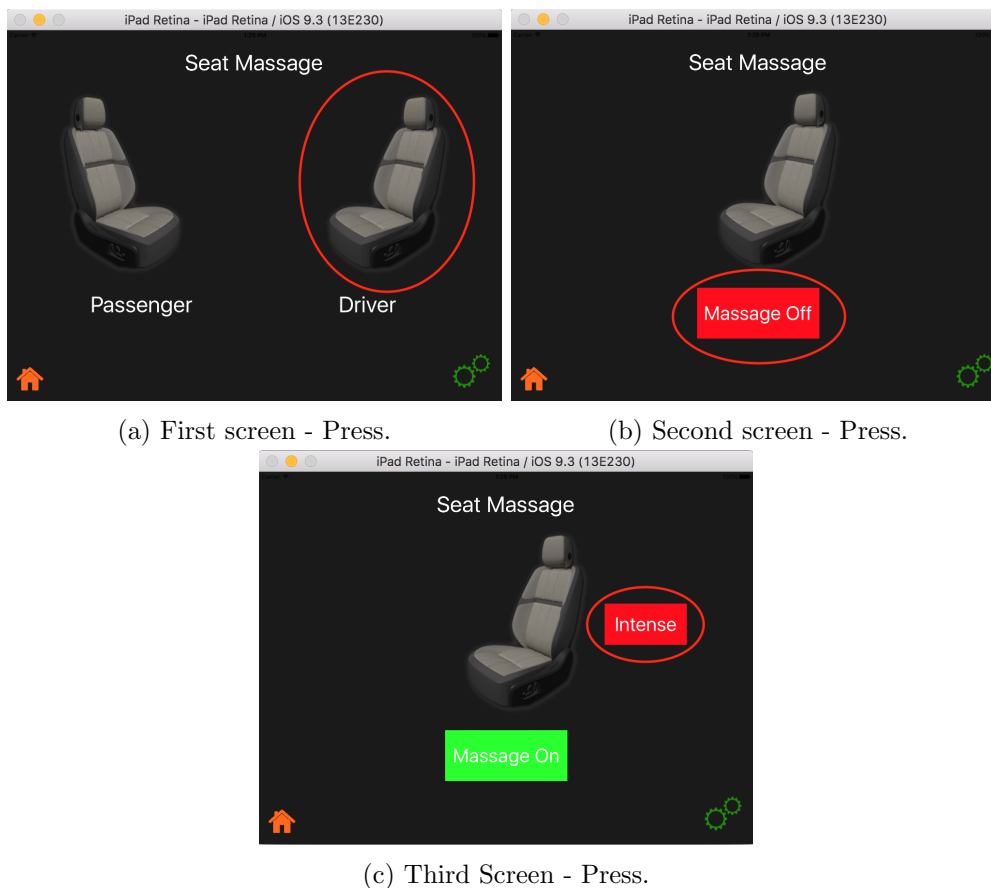 iPad Retina - iPad Retina / iOS 9.3 (13E230)
Seat Massage
Passenger
Driver
(a) First screen - Press.
iPad Retina - iPad Retina / iOS 9.3 (13E230)
Seat Massage
Massage Off
(b) Second screen - Press.
iPad Retina - iPad Retina / iOS 9.3 (13E230)
Seat Massage
Intense
Massage On
(c) Third Screen - Press.